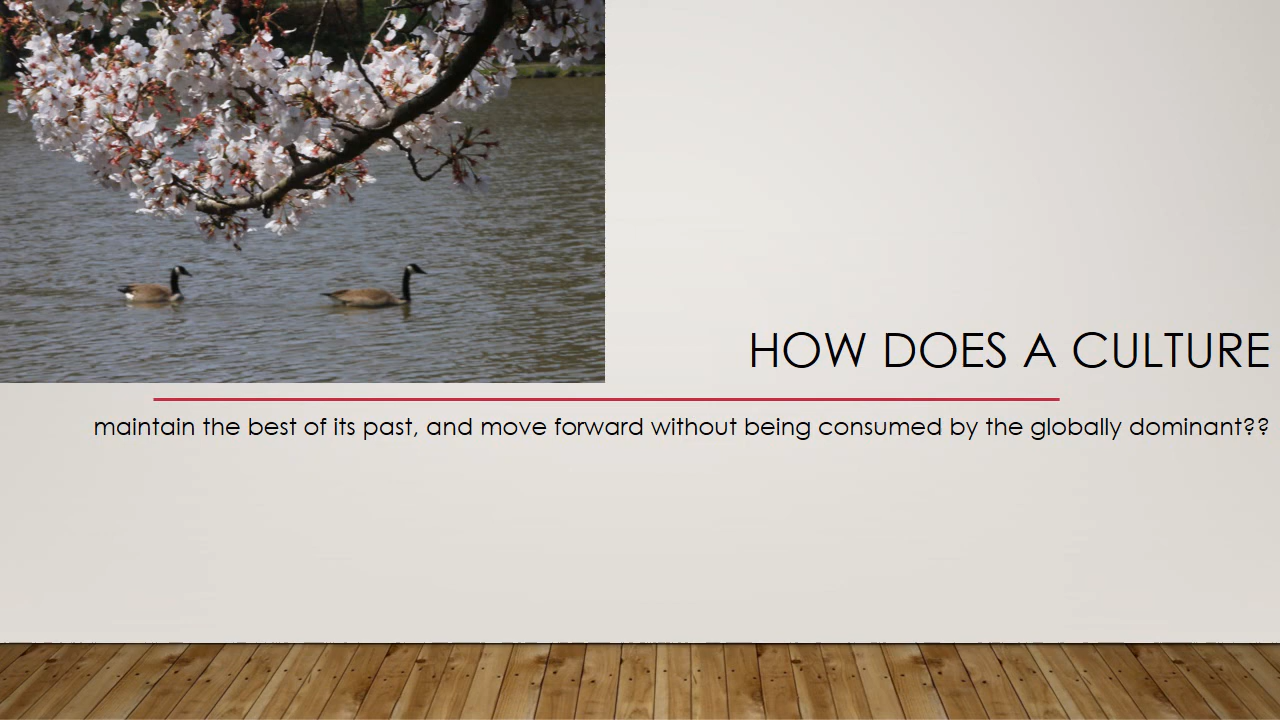 HOW DOES A CULTURE
maintain the best of its past, and move forward without being consumed by the globally dominant??